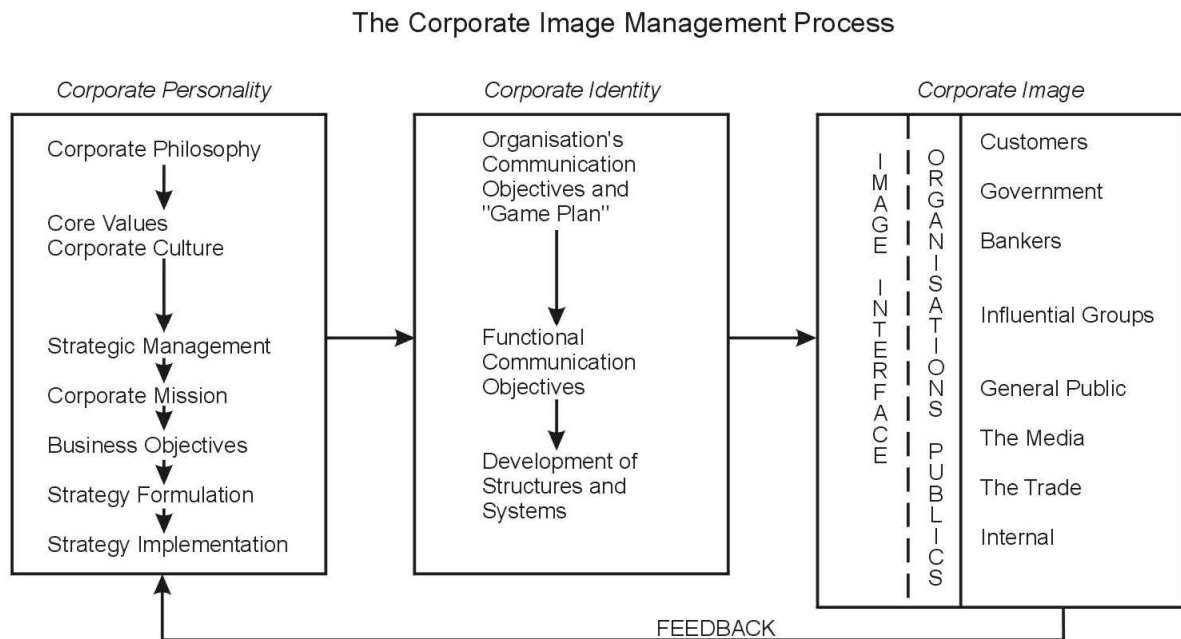 The Corporate Image Management Process
Corporate Personality
Corporate Philosophy
Core Values
Corporate Culture
Strategic Management
Corporate Mission
Business Objectives
Strategy Formulation
Strategy Implementation
Corporate Identity
Organisation's
Communication
Objectives and
"Game Plan"
Functional
Communication
Objectives
Development of
Structures and
Systems
Corporate Image
IMAGE INTERFACE
ORGANISATIONS PUBLICS
Customers
Government
Bankers
Influential Groups
General Public
The Media
The Trade
Internal
FEEDBACK